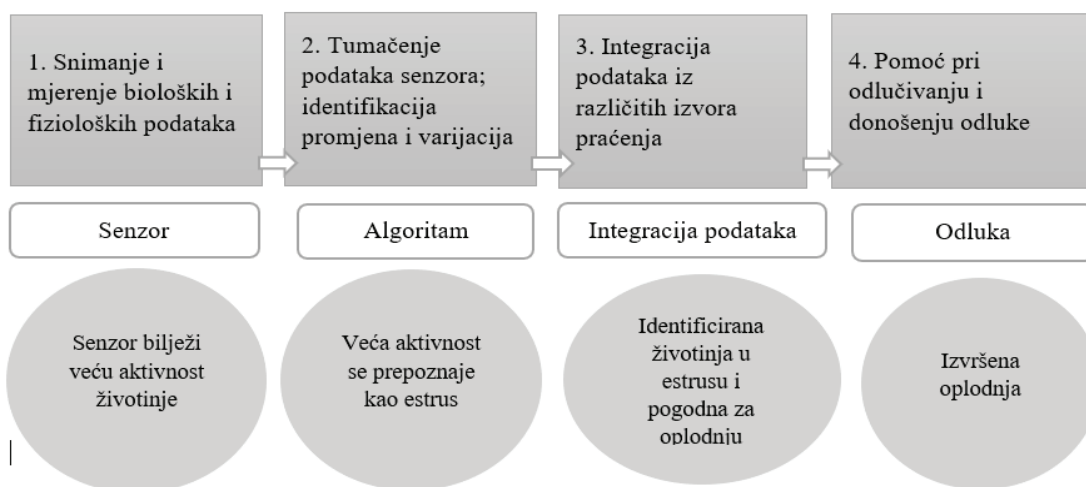 1. Snimanje i
mjerenje bioloških i
fizioloških podataka
2. Tumačenje
podataka senzora;
identifikacija
promjena i varijacija
3. Integracija
podataka iz
različitih izvora
praćenja
4. Pomoć pri
odlučivanju i
donošenju odluke
Senzor
Algoritam
Integracija podataka
Odluka
Senzor bilježi
veću aktivnost
životinje
Veća aktivnost
se prepoznaje
kao estrus
Identificirana
životinja u
estrusu i
pogodna za
oplodnju
Izvršena
oplodnja